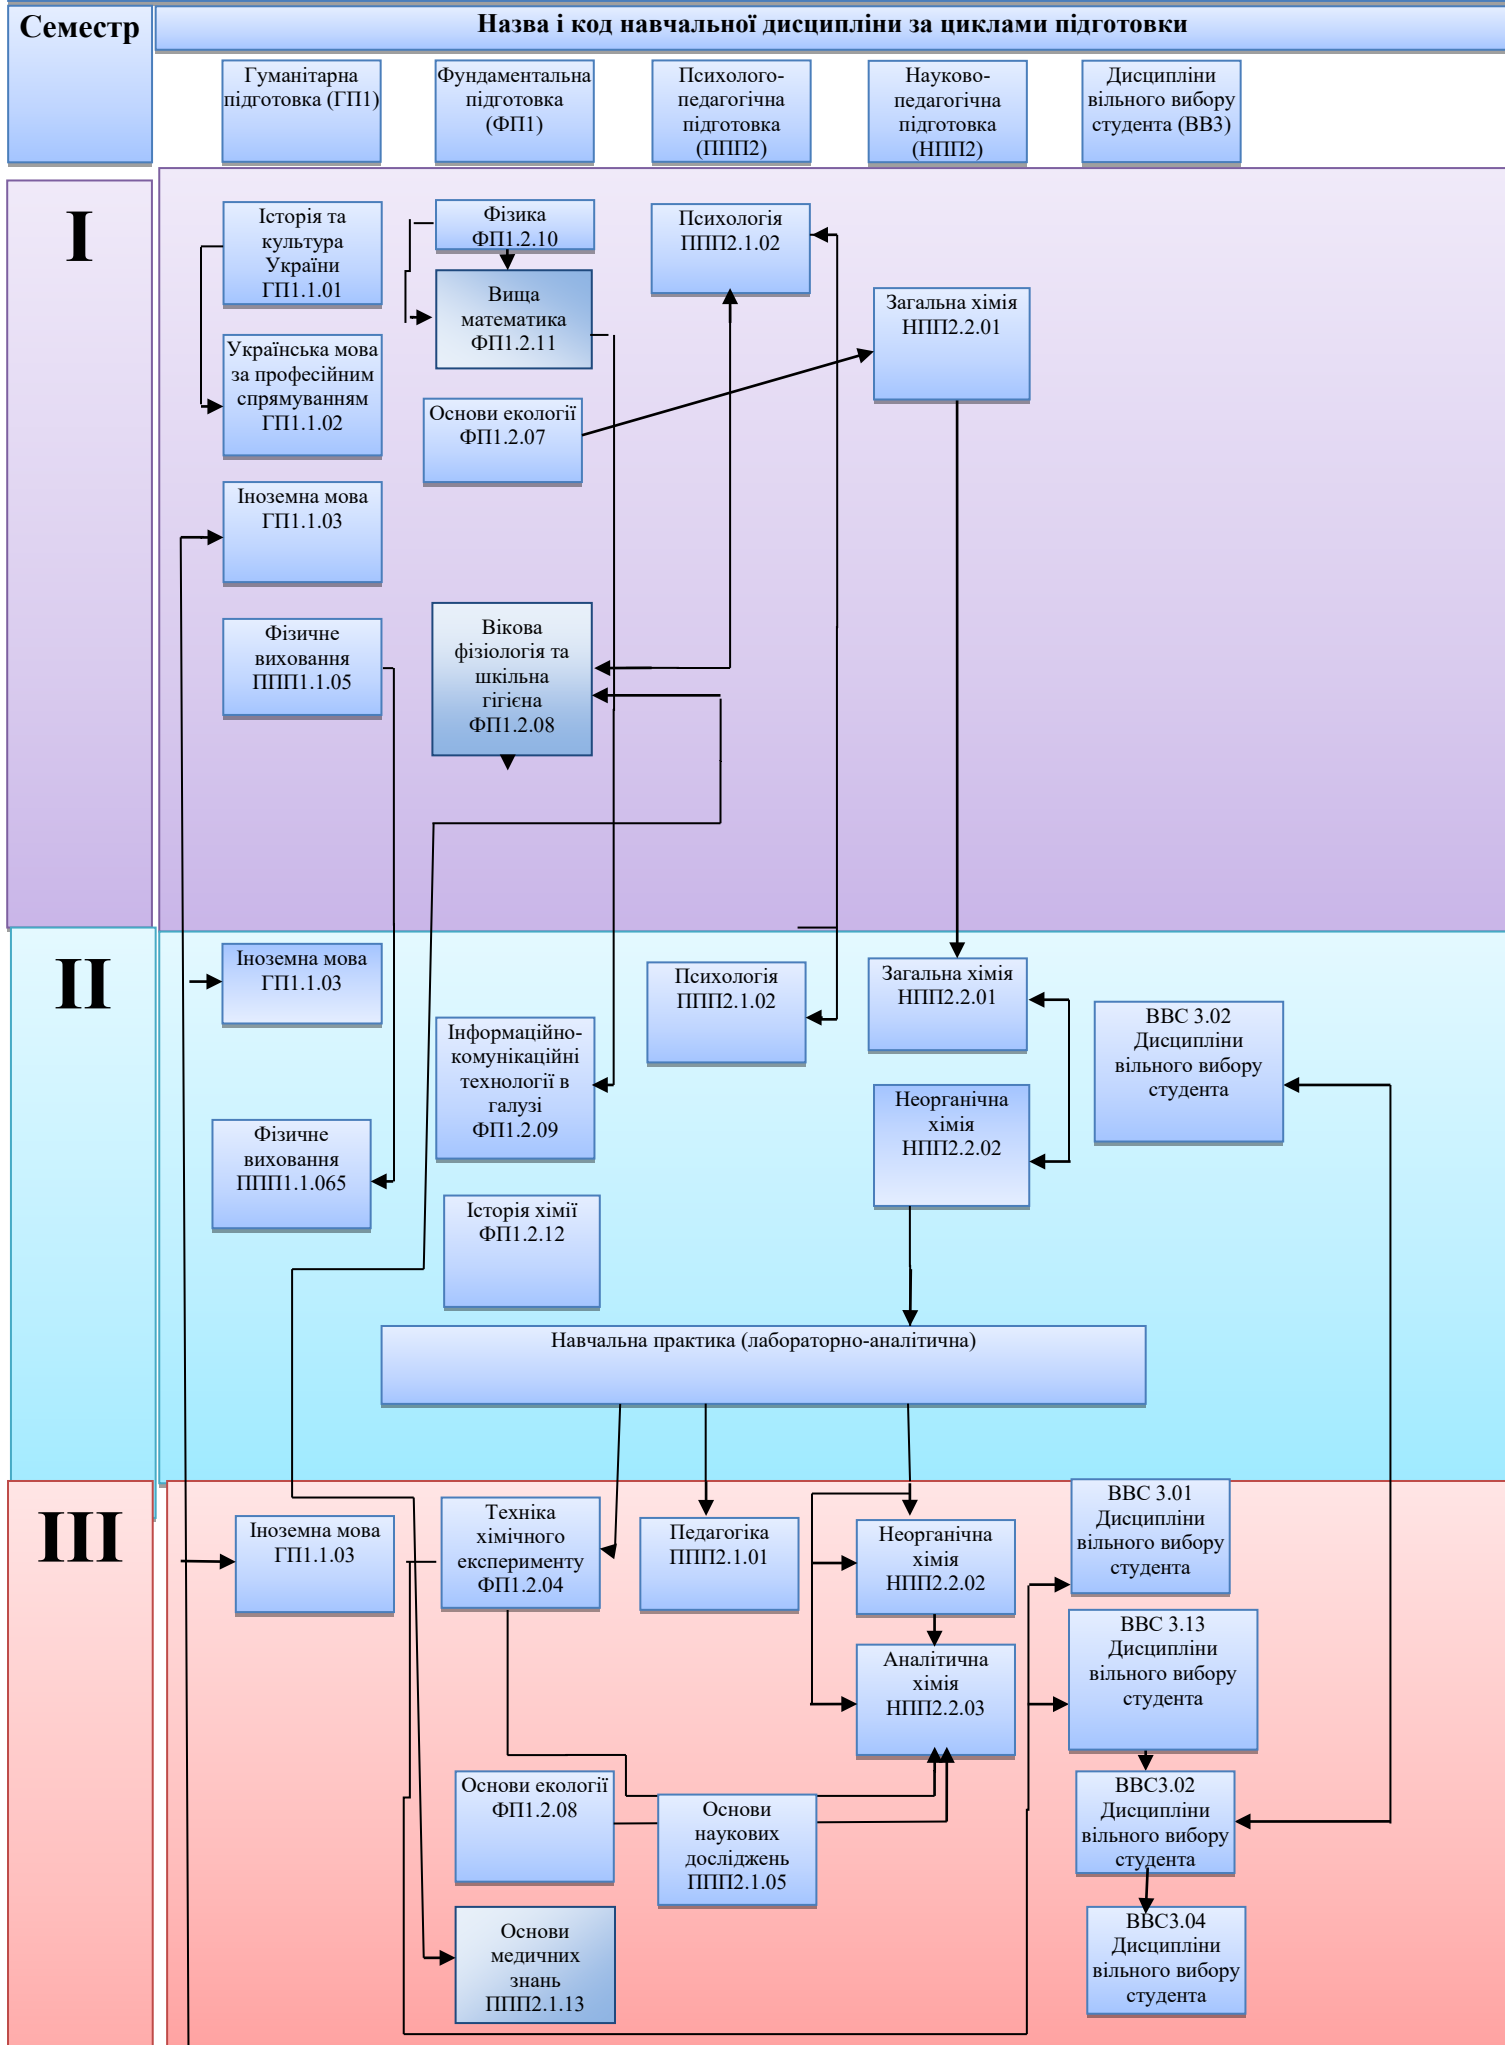 Семестр
Назва і код навчальної дисципліни за циклами підготовки
Гуманітарна
підготовка (ГП1)
Фундаментальна
підготовка
(ФП1)
Психолого-
педагогічна
підготовка
(ППП2)
Науково-
педагогічна
підготовка
(НПП2)
Дисципліни
вільного вибору
студента (ВВ3)
I
Історія та
культура
України
ГП1.1.01
Фізика
ФП1.2.10
Психологія
ППП2.1.02
Вища
математика
ФП1.2.11
Загальна хімія
НПП2.2.01
Українська мова
за професійним
спрямуванням
ГП1.1.02
Основи екології
ФП1.2.07
Іноземна мова
ГП1.1.03
Фізичне
виховання
ППП1.1.05
Вікова
фізіологія та
шкільна
гігієна
ФП1.2.08
II
Іноземна мова
ГП1.1.03
Психологія
ППП2.1.02
Загальна хімія
НПП2.2.01
ВВС 3.02
Дисципліни
вільного вибору
студента
Інформаційно-
комунікаційні
технології в
галузі
ФП1.2.09
Неорганічна
хімія
НПП2.2.02
Фізичне
виховання
ППП1.1.065
Історія хімії
ФП1.2.12
Навчальна практика (лабораторно-аналітична)
III
Іноземна мова
ГП1.1.03
Техніка
хімічного
експерименту
ФП1.2.04
Педагогіка
ППП2.1.01
Неорганічна
хімія
НПП2.2.02
ВВС 3.01
Дисципліни
вільного вибору
студента
ВВС 3.13
Дисципліни
вільного вибору
студента
Аналітична
хімія
НПП2.2.03
Основи екології
ФП1.2.08
Основи
наукових
досліджень
ППП2.1.05
ВВС3.02
Дисципліни
вільного вибору
студента
Основи
медичних
знань
ППП2.1.13
ВВС3.04
Дисципліни
вільного вибору
студента